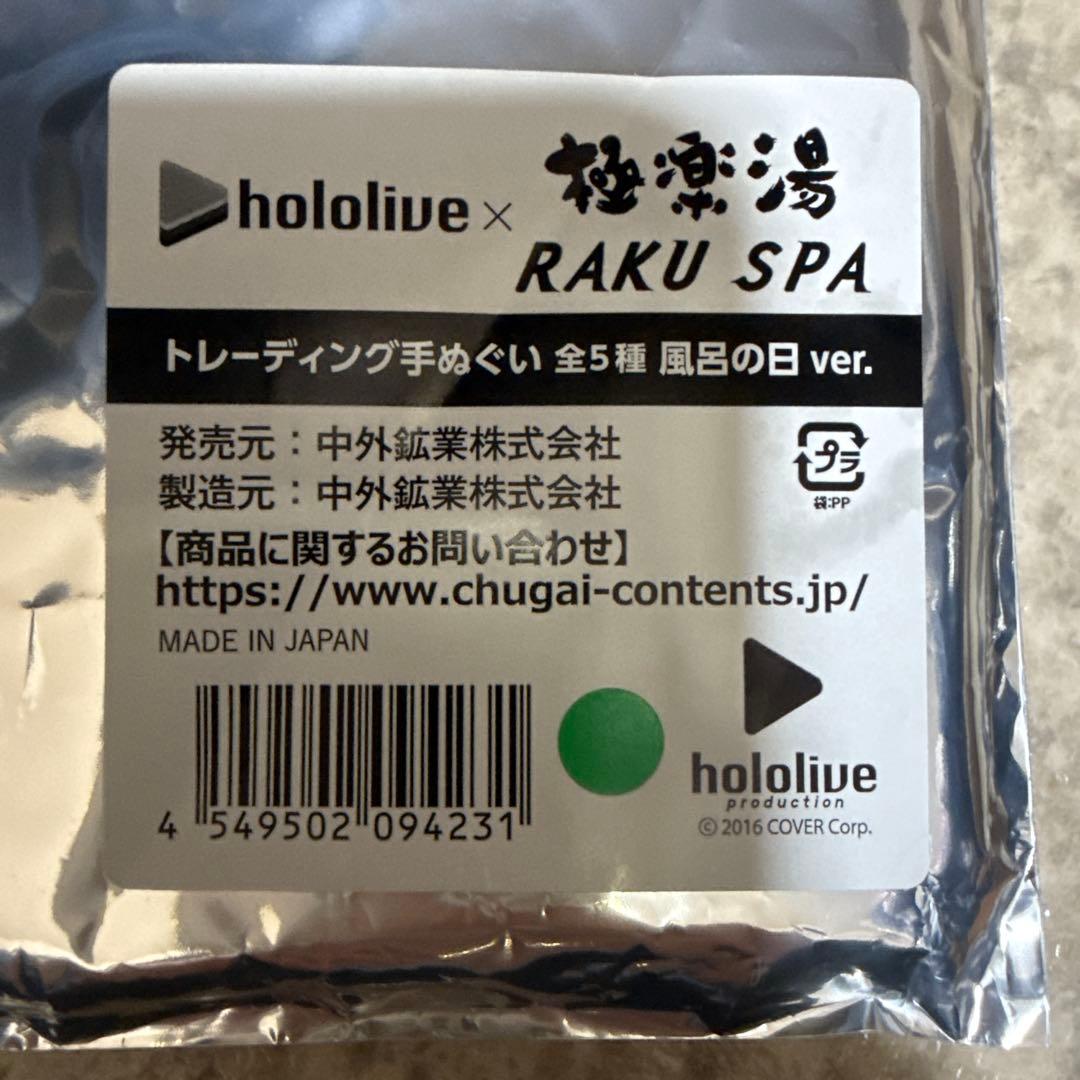 hololive × 極楽湯
RAKU SPA
トレーディング手ぬぐい 全5種 風呂の日 ver.
発売元：中外鉱業株式会社
製造元：中外鉱業株式会社
プラ
袋:PP
【商品に関するお問い合わせ】
https://www.chugai-contents.jp/
MADE IN JAPAN
4 549502 094231
hololive
production
© 2016 COVER Corp.